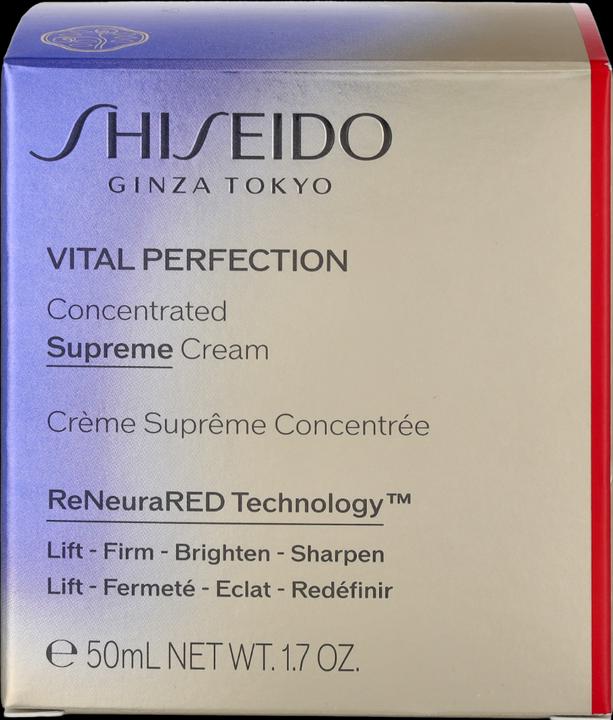 SHISEIDO
GINZA TOKYO
VITAL PERFECTION
Concentrated
Supreme Cream
Crème Suprême Concentrée
ReNeuraRED Technology™
Lift - Firm - Brighten - Sharpen
Lift - Fermeté - Eclat - Redéfinir
℮ 50mL NET WT. 1.7 OZ.